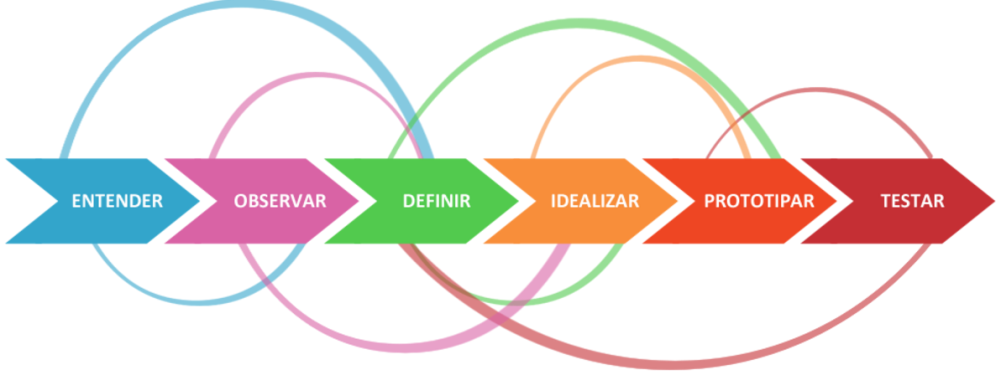 ENTENDER
OBSERVAR
DEFINIR
IDEALIZAR
PROTOTIPAR
TESTAR